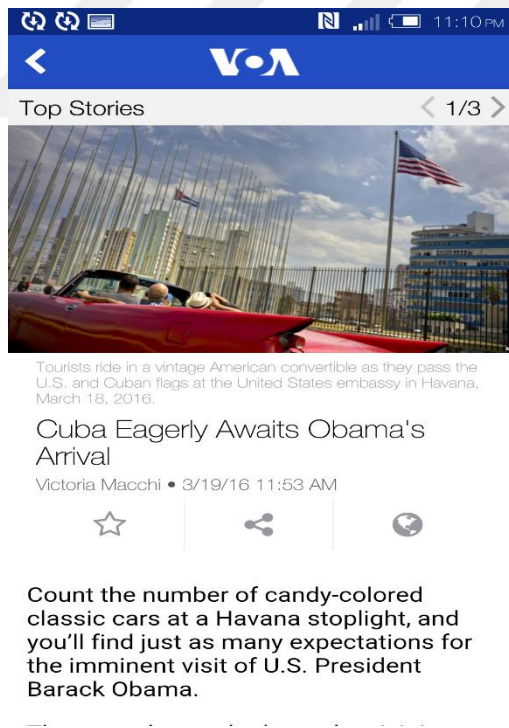 11:10 PM
VOA
Top Stories
1/3
Tourists ride in a vintage American convertible as they pass the
U.S. and Cuban flags at the United States embassy in Havana,
March 18, 2016.
Cuba Eagerly Awaits Obama's
Arrival
Victoria Macchi • 3/19/16 11:53 AM
Count the number of candy-colored
classic cars at a Havana stoplight, and
you'll find just as many expectations for
the imminent visit of U.S. President
Barack Obama.